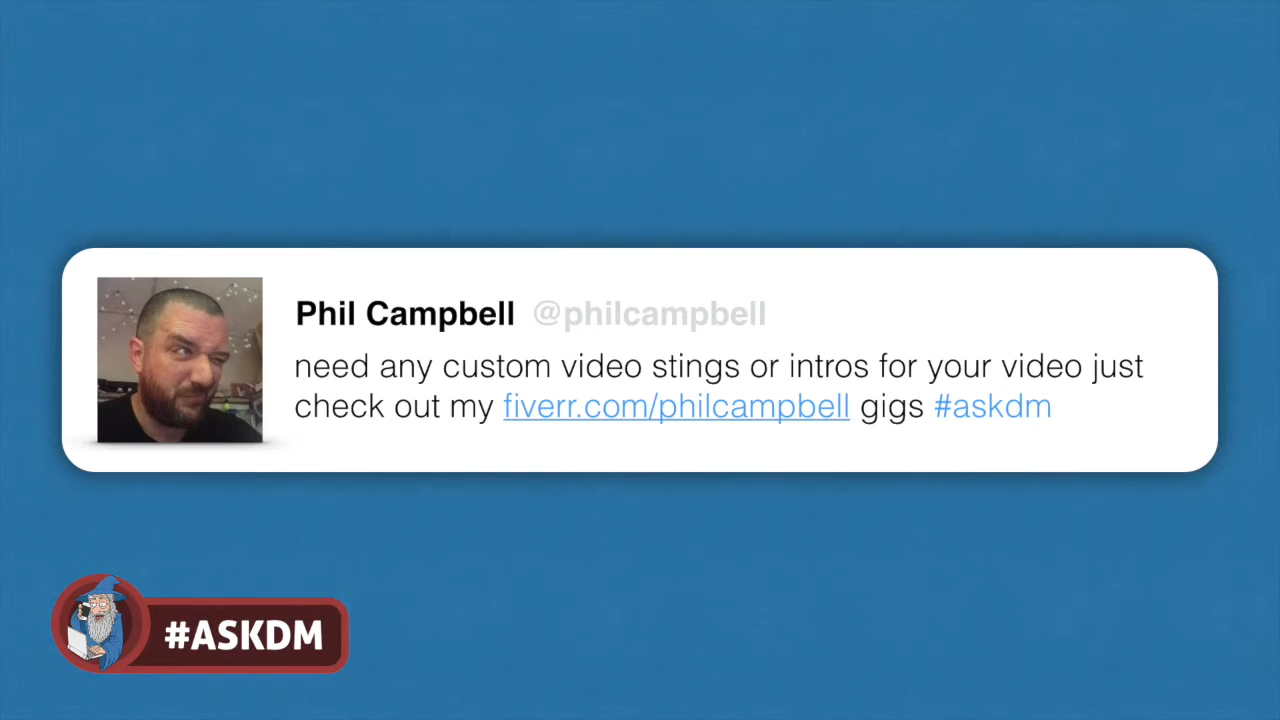 Phil Campbell @philcampbell
need any custom video stings or intros for your video just
check out my fiverr.com/philcampbell gigs #askdm
#ASKDM